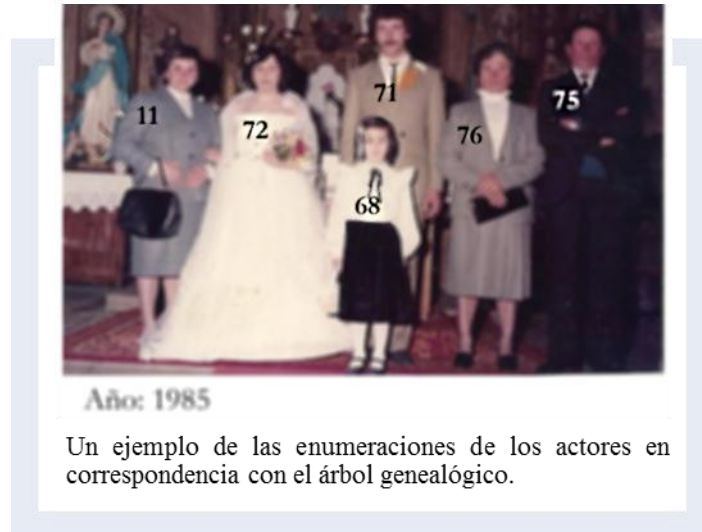 11
72
71
76
75
68
Año: 1985
Un ejemplo de las enumeraciones de los actores en
correspondencia con el árbol genealógico.